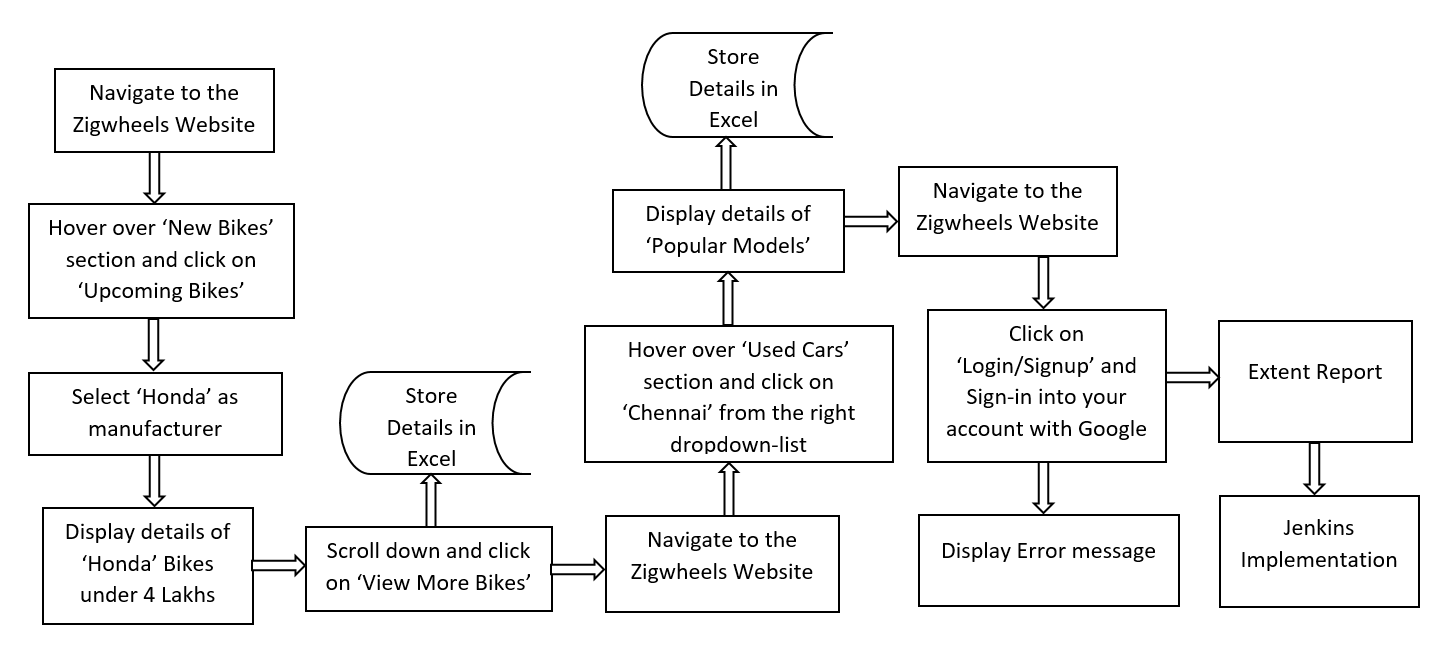 Navigate to the
Zigwheels Website
Hover over ‘New Bikes’
section and click on
‘Upcoming Bikes’
Select ‘Honda’ as
manufacturer
Display details of
‘Honda’ Bikes
under 4 Lakhs
Scroll down and click
on ‘View More Bikes’
Store
Details in
Excel
Navigate to the
Zigwheels Website
Hover over ‘Used Cars’
section and click on
‘Chennai’ from the right
dropdown-list
Display details of
‘Popular Models’
Store
Details in
Excel
Navigate to the
Zigwheels Website
Click on
‘Login/Signup’ and
Sign-in into your
account with Google
Display Error message
Extent Report
Jenkins
Implementation